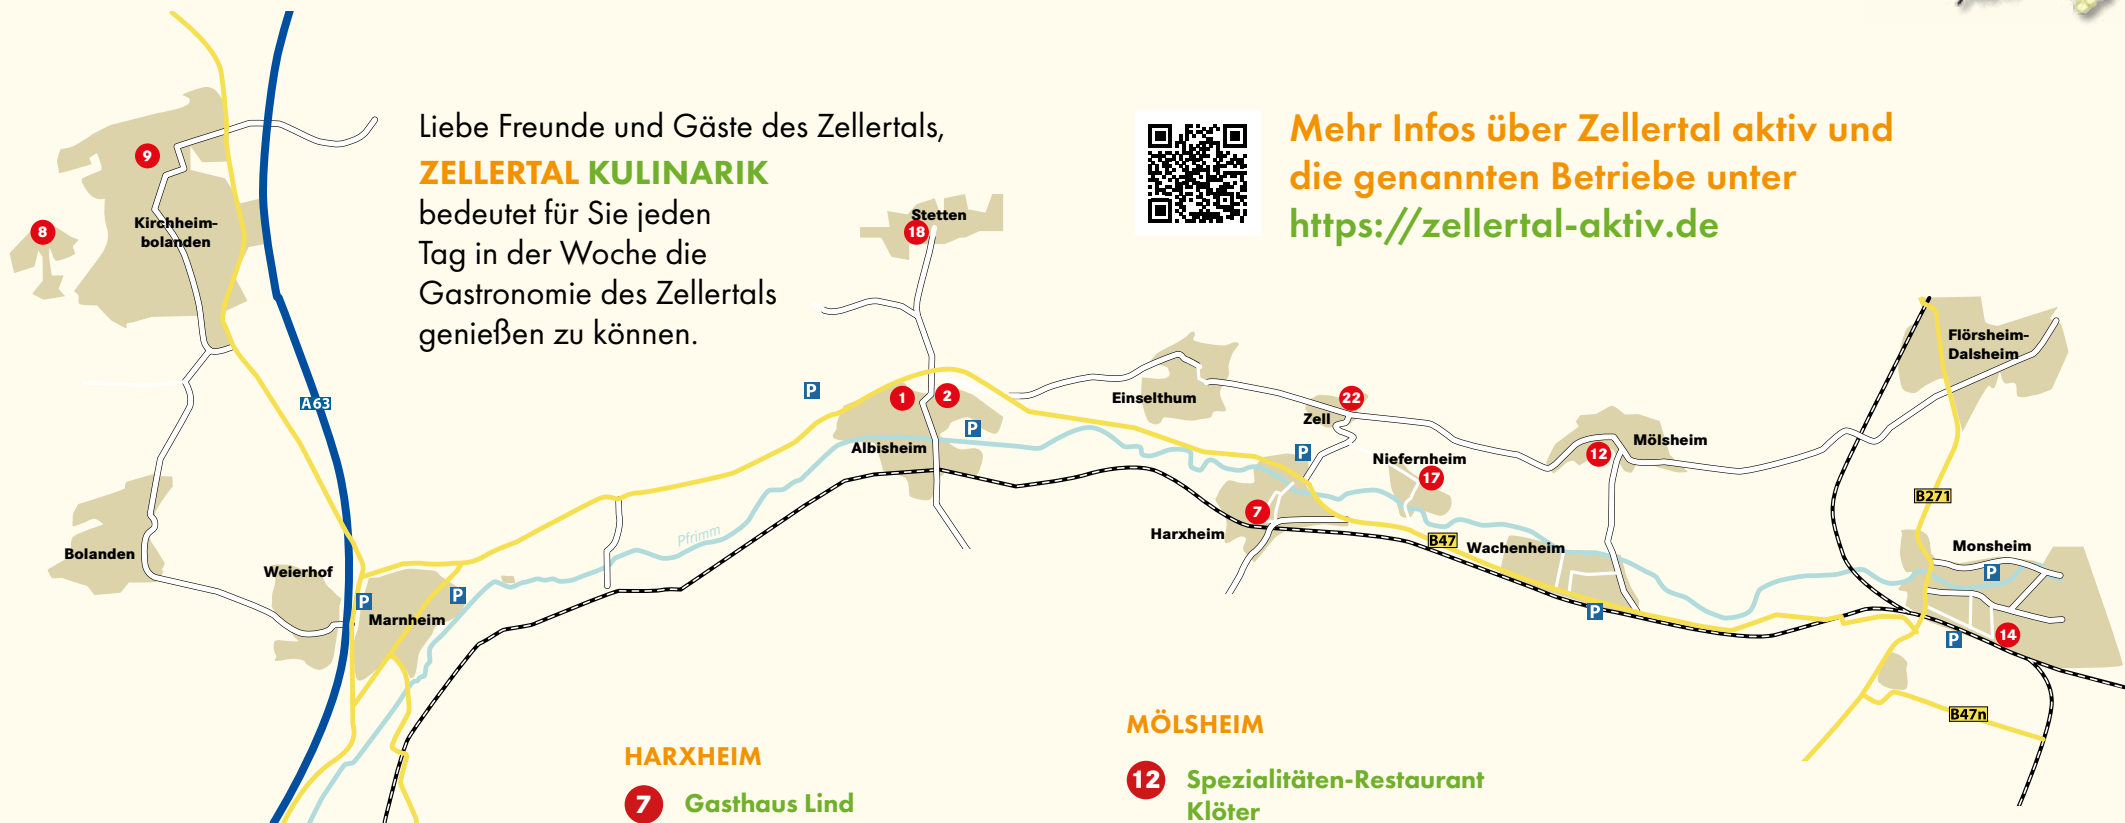 Liebe Freunde und Gäste des Zellertals,
ZELLERTAL KULINARIK
bedeutet für Sie jeden
Tag in der Woche die
Gastronomie des Zellertals
genießen zu können.
Mehr Infos über Zellertal aktiv und
die genannten Betriebe unter
https://zellertal-aktiv.de
9
Kirchheim-
bolanden
8
A 63
Stetten
18
P
1
2
P
Albisheim
Einselthum
22
Zell
P
Niefernheim
17
12
Mölsheim
Flörsheim-
Dalsheim
B271
7
Harxheim
B47
Wachenheim
P
Monsheim
P
P
14
B47n
Bolanden
Weierhof
P
P
Marnheim
Pfrimm
HARXHEIM
7 Gasthaus Lind
MÖLSHEIM
12 Spezialitäten-Restaurant
Klöter